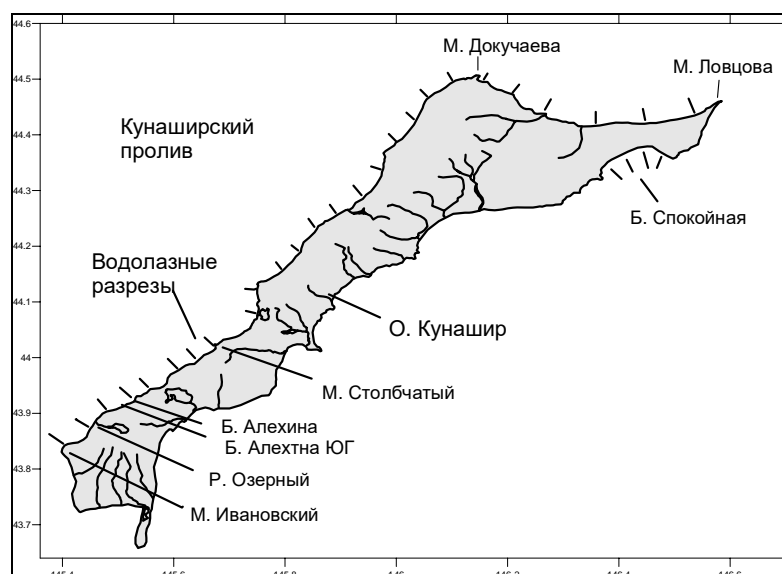 44.6
М. Докучаева
М. Ловцова
44.5
Кунаширский
пролив
44.4
44.3
Б. Спокойная
44.2
Водолазные
разрезы
44.1
О. Кунашир
44
М. Столбчатый
43.9
Б. Алехина
Б. Алехтна ЮГ
43.8
Р. Озерный
М. Ивановский
43.7